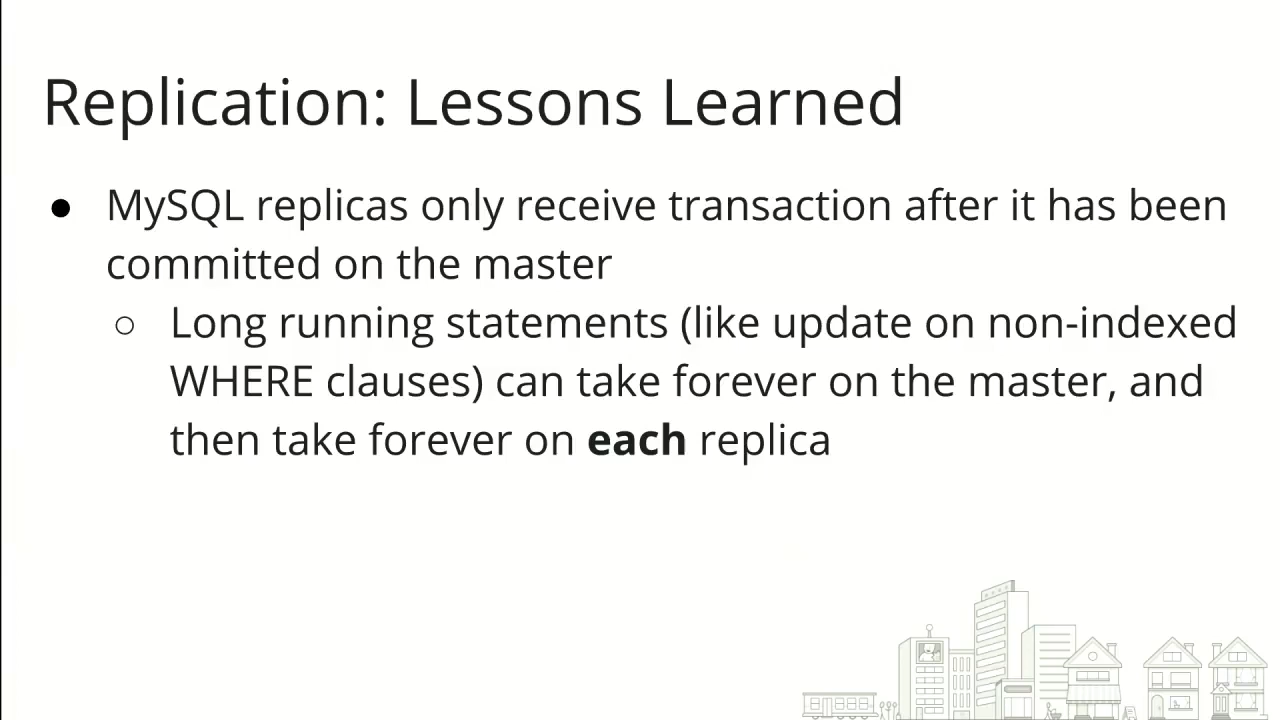 Replication: Lessons Learned
● MySQL replicas only receive transaction after it has been
committed on the master
○ Long running statements (like update on non-indexed
WHERE clauses) can take forever on the master, and
then take forever on each replica